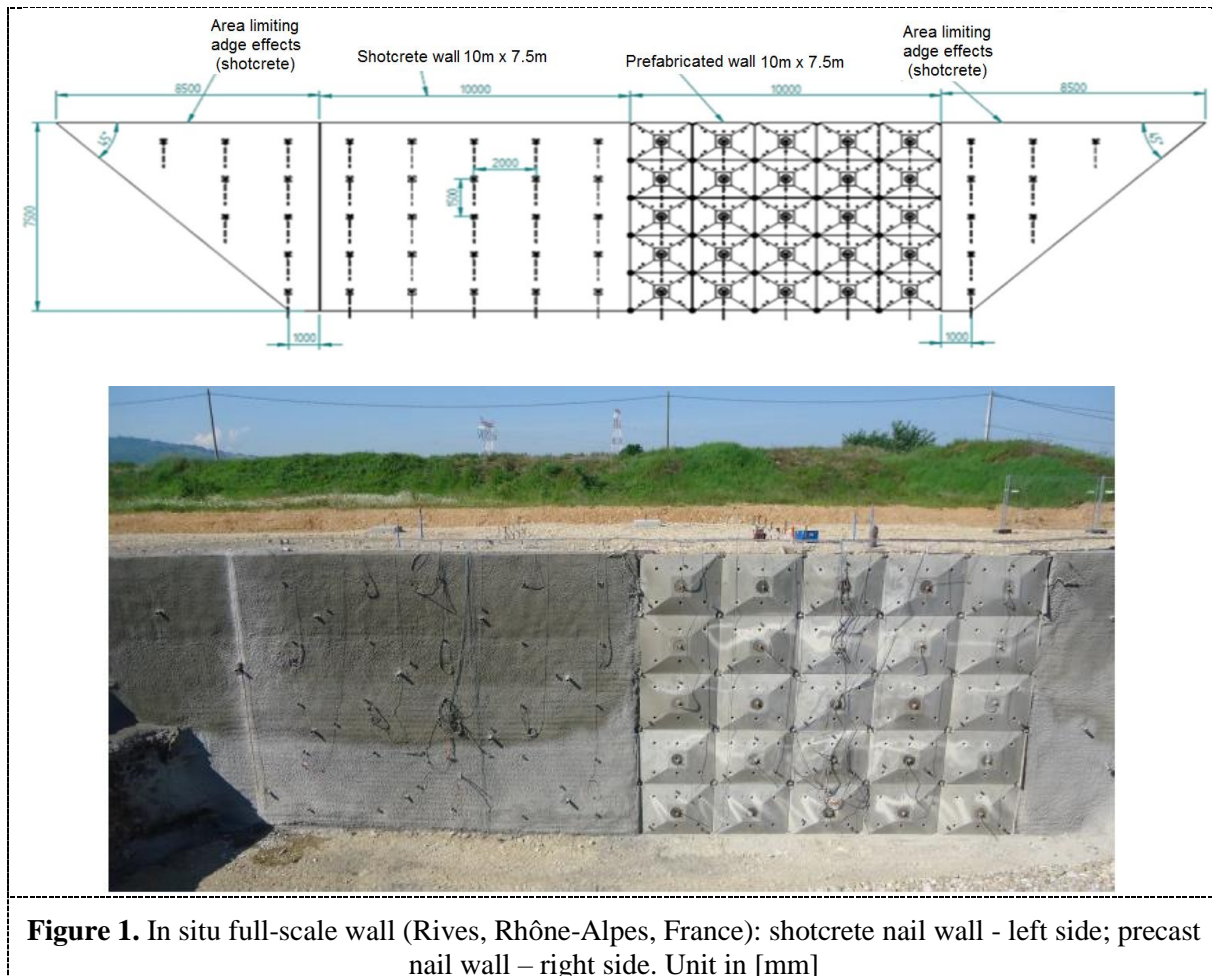 Area limiting
adge effects
(shotcrete)
Shotcrete wall 10m x 7.5m
Prefabricated wall 10m x 7.5m
Area limiting
adge effects
(shotcrete)
8500
10000
10000
8500
45°
45°
2000
1500
7500
1000
1000
Figure 1. In situ full-scale wall (Rives, Rhône-Alpes, France): shotcrete nail wall - left side; precast
nail wall – right side. Unit in [mm]